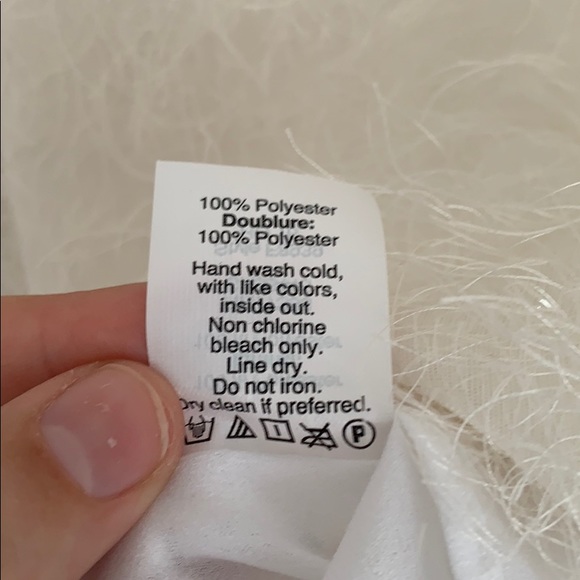 100% Polyester
Doublure:
100% Polyester
Hand wash cold,
with like colors,
inside out.
Non chlorine
bleach only.
Line dry.
Do not iron.
Dry clean if preferred.
P